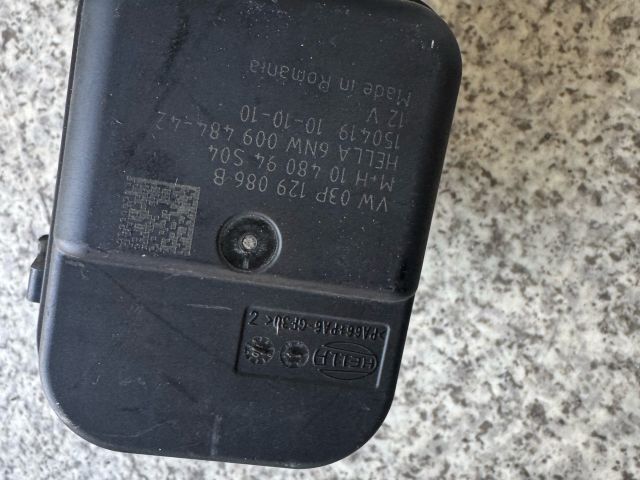 VW 03P 129 086 B
M+H 10 480 94 S04
HELLA 6NW 009 484-42
150419 10-10-10
12 V
Made in Romania
HELLA